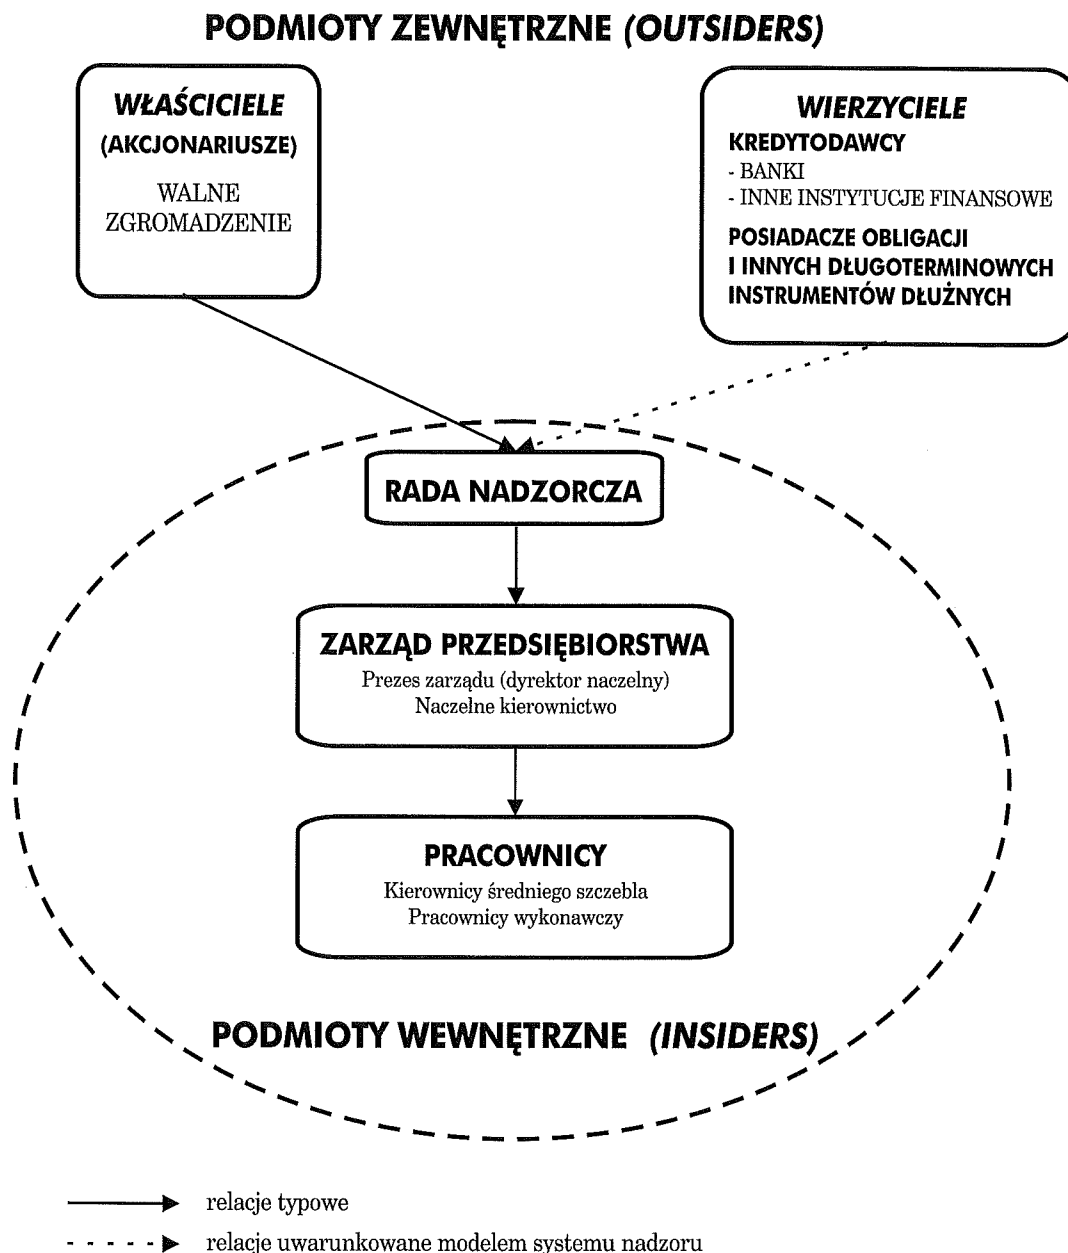 PODMIOTY ZEWNĘTRZNE (OUTSIDERS)
WŁAŚCICIELE
(AKCJONARIUSZE)
WALNE
ZGROMADZENIE
WIERZYCIELE
KREDYTODAWCY
- BANKI
- INNE INSTYTUCJE FINANSOWE
POSIADACZE OBLIGACJI
I INNYCH DŁUGOTERMINOWYCH
INSTRUMENTÓW DŁUŻNYCH
RADA NADZORCZA
ZARZĄD PRZEDSIĘBIORSTWA
Prezes zarządu (dyrektor naczelny)
Naczelne kierownictwo
PRACOWNICY
Kierownicy średniego szczebla
Pracownicy wykonawczy
PODMIOTY WEWNĘTRZNE (INSIDERS)
relacje typowe
relacje uwarunkowane modelem systemu nadzoru